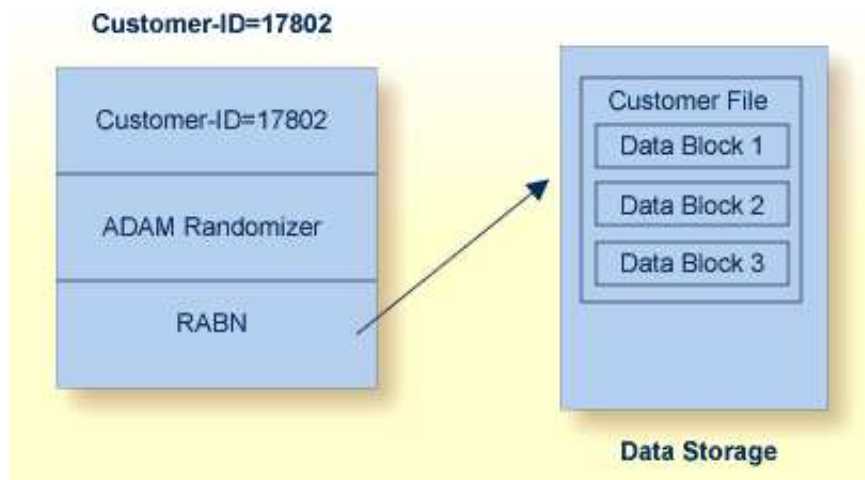 Customer-ID=17802
Customer-ID=17802
ADAM Randomizer
RABN
Customer File
Data Block 1
Data Block 2
Data Block 3
Data Storage